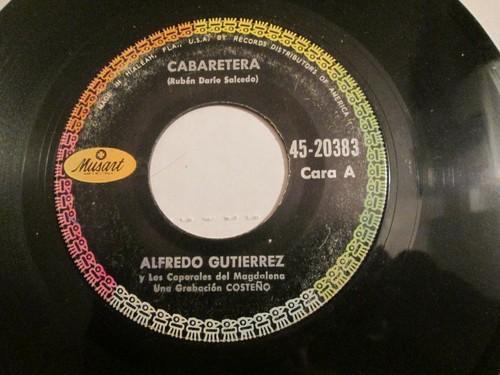 MADE IN HIALEAH, FLA., U.S.A. BY RECORDS DISTRIBUTORS OF AMERICA
CABARETERA
(Rubén Darío Salcedo)
Musart
45-20383
Cara A
ALFREDO GUTIERREZ
y Los Caporales del Magdalena
Una Grabación COSTEÑO